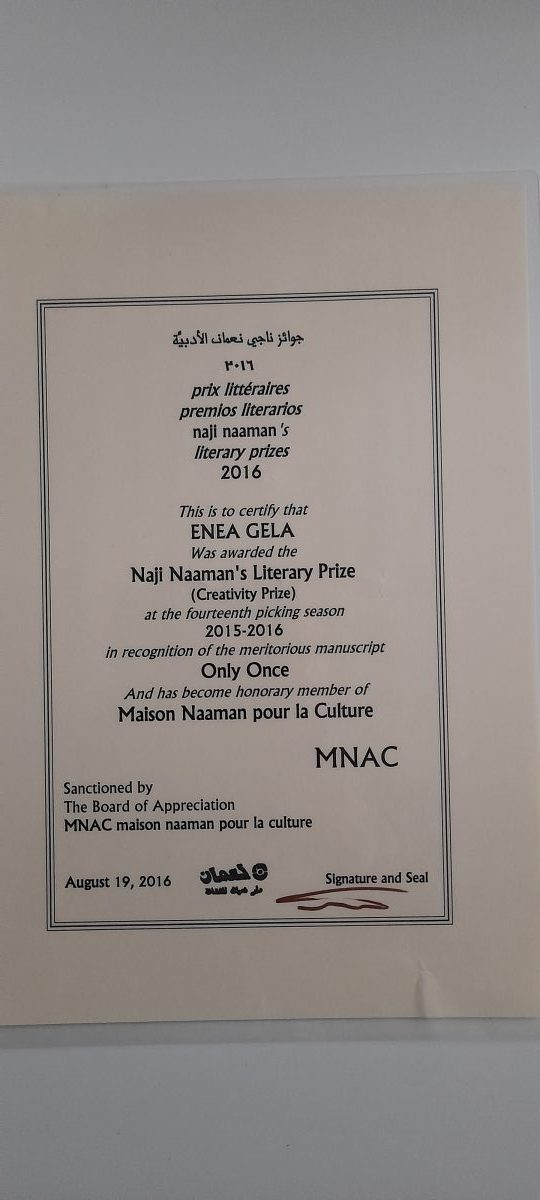 جوائز ناجي نعمان الأدبيّة
٢٠١٦
prix littéraires
premios literarios
naji naaman's
literary prizes
2016
This is to certify that
ENEA GELA
Was awarded the
Naji Naaman's Literary Prize
(Creativity Prize)
at the fourteenth picking season
2015-2016
in recognition of the meritorious manuscript
Only Once
And has become honorary member of
Maison Naaman pour la Culture
MNAC
Sanctioned by
The Board of Appreciation
MNAC maison naaman pour la culture
August 19, 2016
نعمان
Signature and Seal